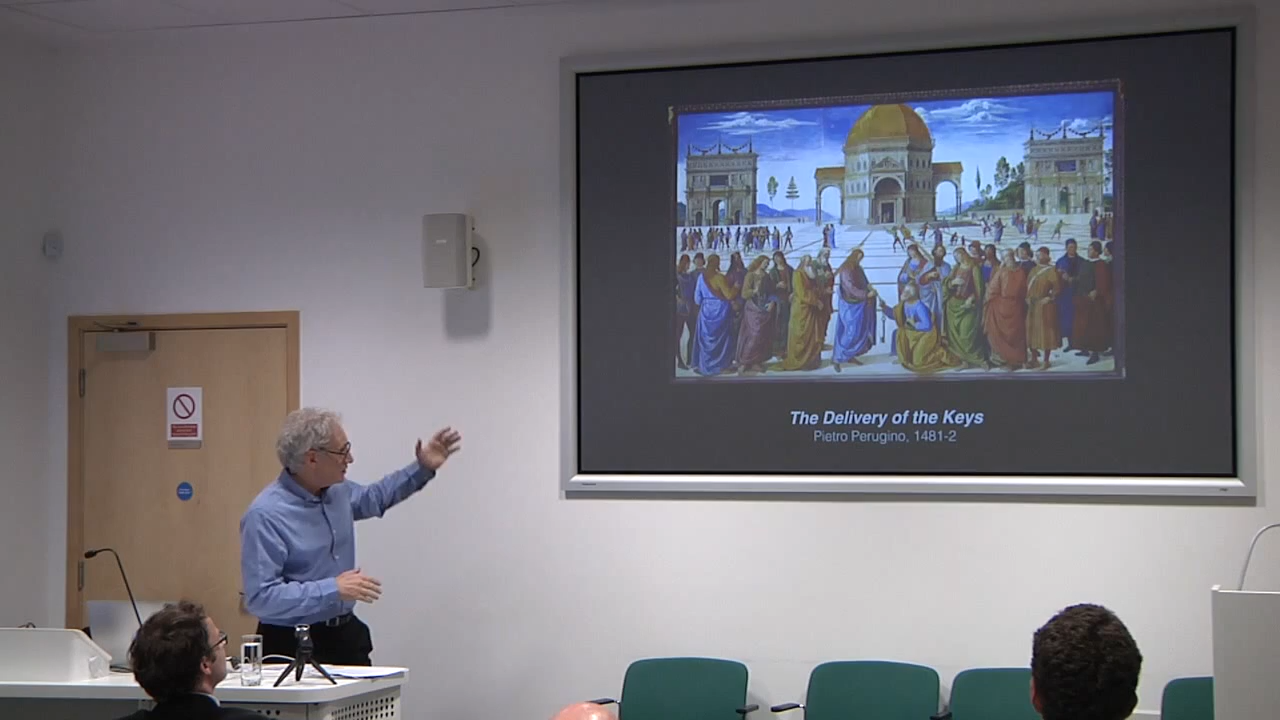 The Delivery of the Keys
Pietro Perugino, 1481-2